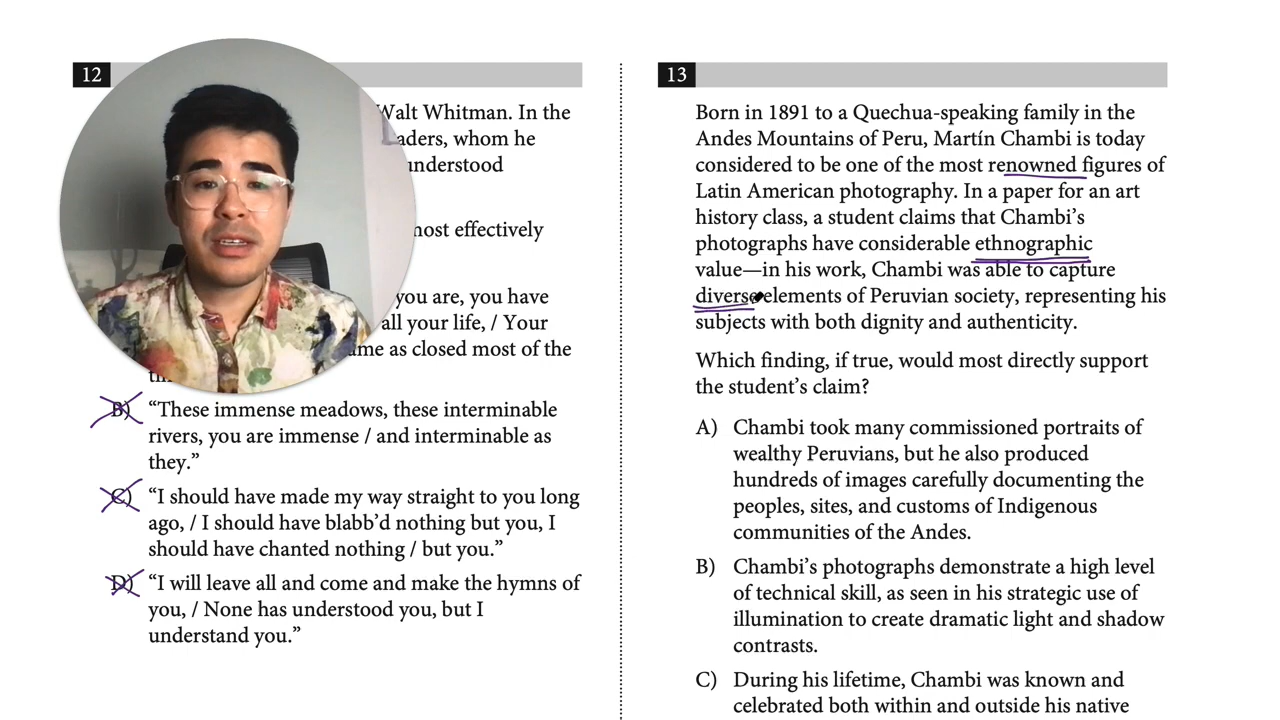 12
Walt Whitman. In the
eaders, whom he
understood
most effectively
you are, you have
all your life, / Your
ame as closed most of the
B) “These immense meadows, these interminable
rivers, you are immense / and interminable as
they.”
C) “I should have made my way straight to you long
ago, / I should have blabb’d nothing but you, I
should have chanted nothing / but you.”
D) “I will leave all and come and make the hymns of
you, / None has understood you, but I
understand you.”
13
Born in 1891 to a Quechua-speaking family in the
Andes Mountains of Peru, Martín Chambi is today
considered to be one of the most renowned figures of
Latin American photography. In a paper for an art
history class, a student claims that Chambi’s
photographs have considerable ethnographic
value—in his work, Chambi was able to capture
diverse elements of Peruvian society, representing his
subjects with both dignity and authenticity.
Which finding, if true, would most directly support
the student’s claim?
A) Chambi took many commissioned portraits of
wealthy Peruvians, but he also produced
hundreds of images carefully documenting the
peoples, sites, and customs of Indigenous
communities of the Andes.
B) Chambi’s photographs demonstrate a high level
of technical skill, as seen in his strategic use of
illumination to create dramatic light and shadow
contrasts.
C) During his lifetime, Chambi was known and
celebrated both within and outside his native